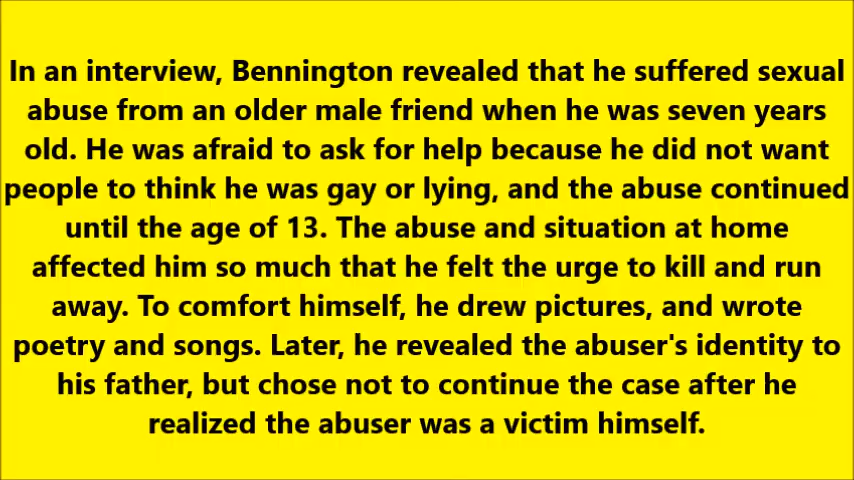 In an interview, Bennington revealed that he suffered sexual
abuse from an older male friend when he was seven years
old. He was afraid to ask for help because he did not want
people to think he was gay or lying, and the abuse continued
until the age of 13. The abuse and situation at home
affected him so much that he felt the urge to kill and run
away. To comfort himself, he drew pictures, and wrote
poetry and songs. Later, he revealed the abuser's identity to
his father, but chose not to continue the case after he
realized the abuser was a victim himself.